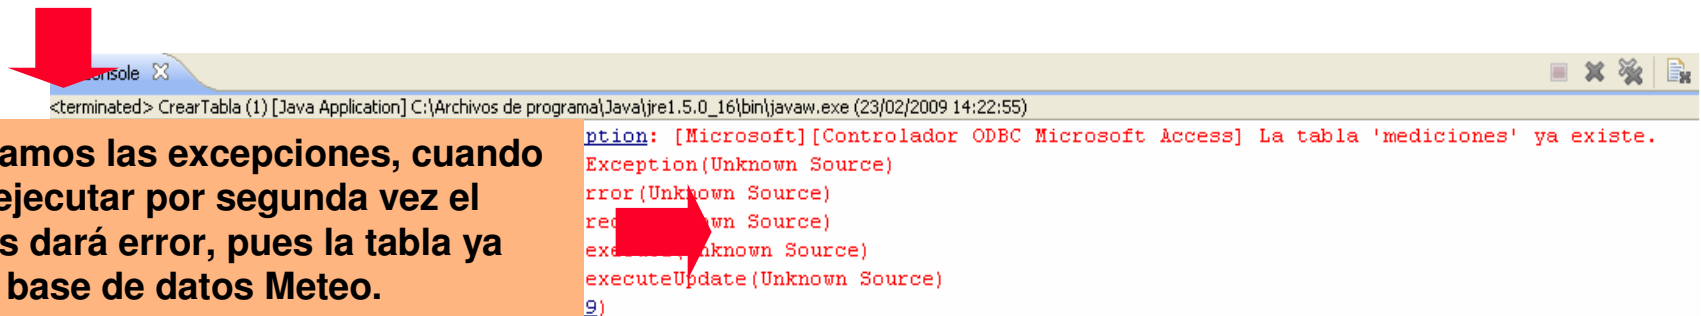 onsole
<terminated> CrearTabla (1) [Java Application] C:\Archivos de programa\Java\jre1.5.0_16\bin\javaw.exe (23/02/2009 14:22:55)
amos las excepciones, cuando
ejecutar por segunda vez el
s dará error, pues la tabla ya
base de datos Meteo.
ption: [Microsoft][Controlador ODBC Microsoft Access] La tabla 'mediciones' ya existe.
Exception(Unknown Source)
rror(Unknown Source)
wn Source)
nknown Source)
executeUpdate(Unknown Source)
9)